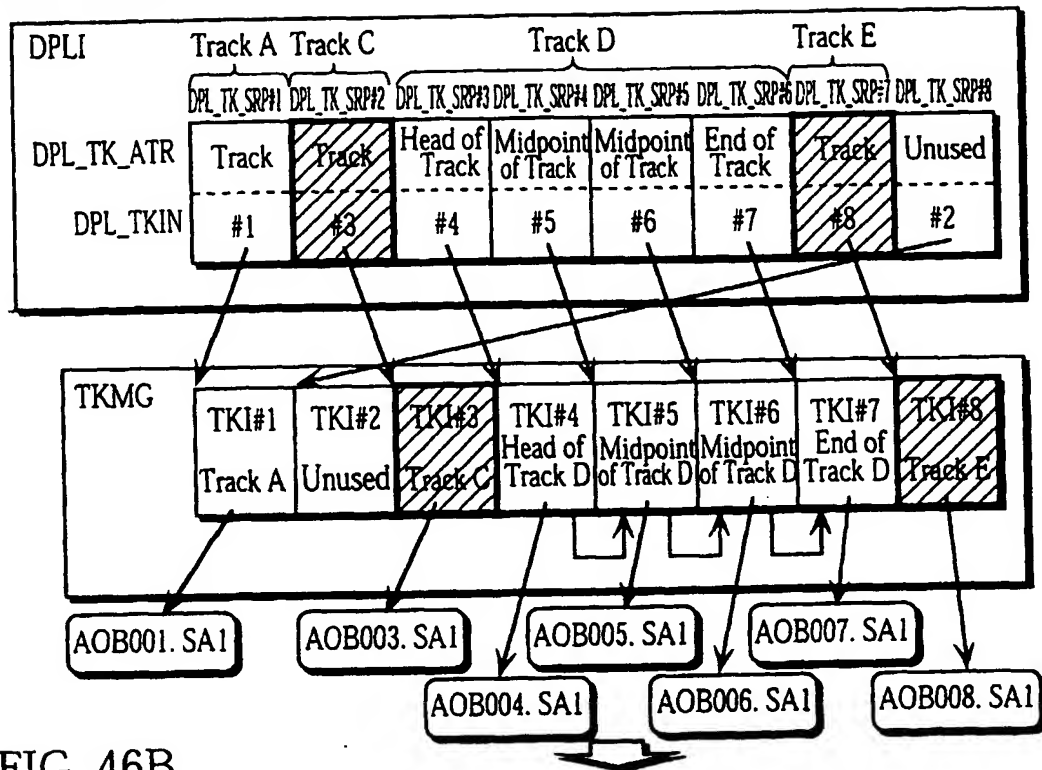 DPLI
Track A Track C Track D Track E
DPL_TK_SRP#1 DPL_TK_SRP#2 DPL_TK_SRP#3 DPL_TK_SRP#4 DPL_TK_SRP#5 DPL_TK_SRP#6 DPL_TK_SRP#7 DPL_TK_SRP#8
DPL_TK_ATR Track Track Head of Track Midpoint of Track Midpoint of Track End of Track Track Unused
DPL_TKIN #1 #3 #4 #5 #6 #7 #8 #2
TKMG
TKI#1 TKI#2 TKI#3 TKI#4 TKI#5 TKI#6 TKI#7 TKI#8
Track A Unused Track C Head of Track D Midpoint of Track D Midpoint of Track D End of Track D Track E
AOB001. SA1 AOB003. SA1 AOB005. SA1 AOB007. SA1
AOB004. SA1 AOB006. SA1 AOB008. SA1
FIG. 46B